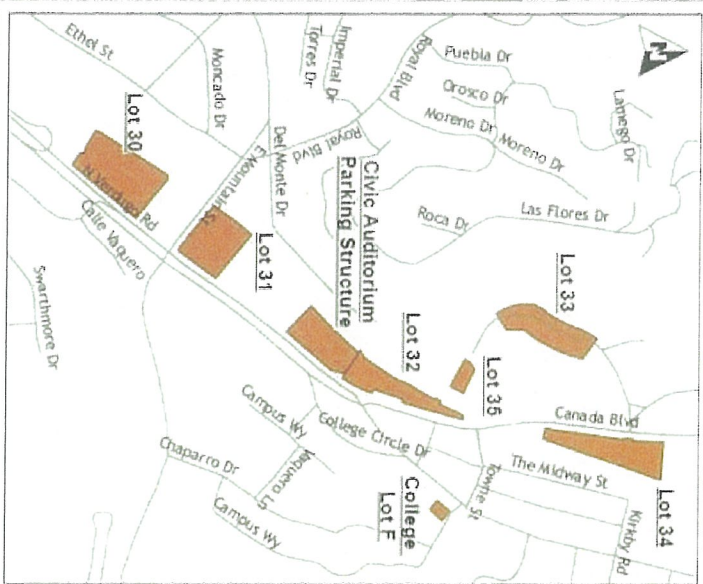 N
Ethel St
Moncado Dr
Torres Dr
Imperial Dr
Royal Blvd
Puebla Dr
Orosco Dr
Moreno Dr
Moreno Dr
Lamego Dr
Lot 30
E Mountain St
Del Monte Dr
Royal Blvd
Civic Auditorium
Parking Structure
Roca Dr
Las Flores Dr
N Verdugo Rd
Calle Vaquero
Lot 31
Lot 32
Lot 33
Lot 35
Swarthmore Dr
Canada Blvd
Campus Wy
College Circle Dr
The Midway St
Lot 34
Chaparro Dr
Vaquero Ln
Towne St
Kirkby Rd
College
Lot F
Campus Wy